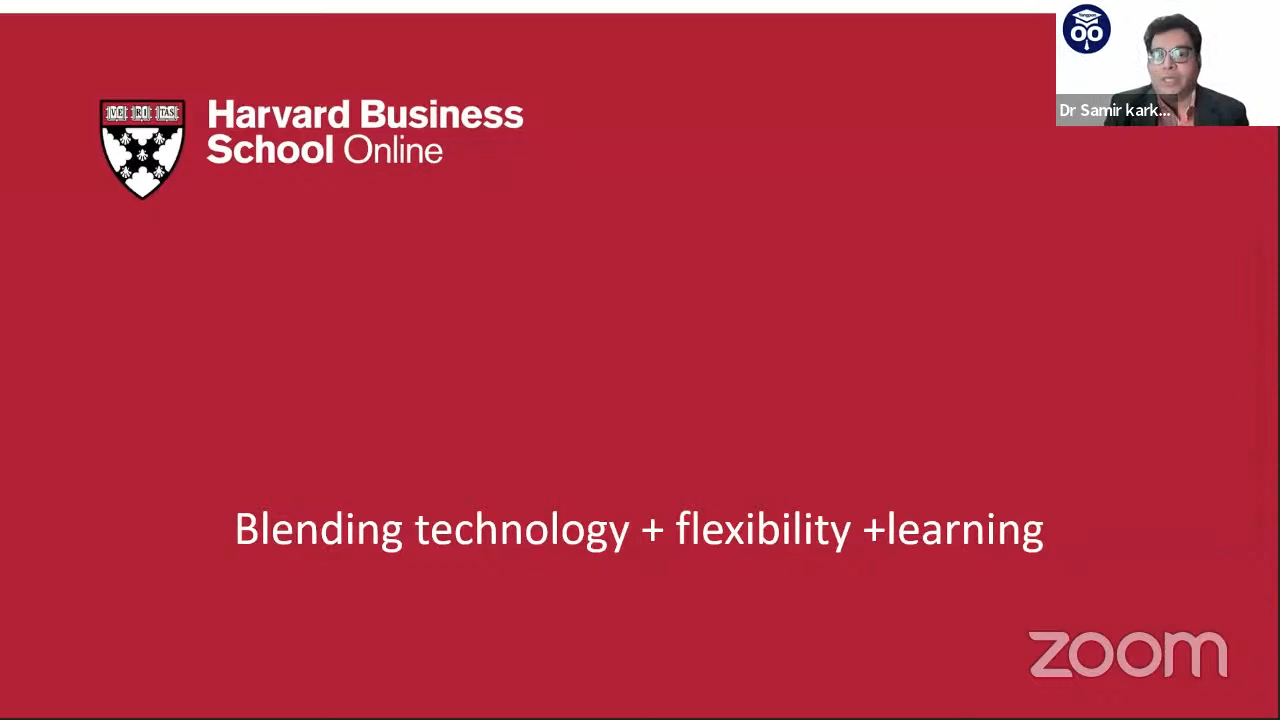 VE RI TAS
Harvard Business
School Online
Dr Samir kark...
Blending technology + flexibility +learning
zoom